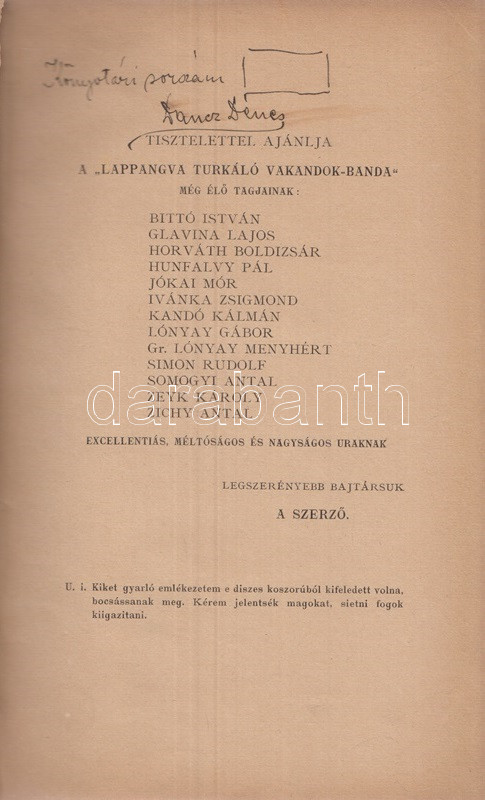 Könyvtári sorszám
Dancz Dénes
TISZTELETTEL AJÁNLJA
A „LAPPANGVA TURKÁLÓ VAKANDOK-BANDA“
MÉG ÉLŐ TAGJAINAK:
BITTÓ ISTVÁN
GLAVINA LAJOS
HORVÁTH BOLDIZSÁR
HUNFALVY PÁL
JÓKAI MÓR
IVÁNKA ZSIGMOND
KANDÓ KÁLMÁN
LÓNYAY GÁBOR
Gr. LÓNYAY MENYHÉRT
SIMON RUDOLF
SOMOGYI ANTAL
ZEYK KÁROLY
ZICHY ANTAL
darabanth
EXCELLENTIÁS, MÉLTÓSÁGOS ÉS NAGYSÁGOS URAKNAK
LEGSZERÉNYEBB BAJTÁRSUK
A SZERZŐ.
U. i. Kiket gyarló emlékezetem e diszes koszorúból kifeledett volna,
bocsássanak meg. Kérem jelentsék magokat, sietni fogok
kiigazitani.